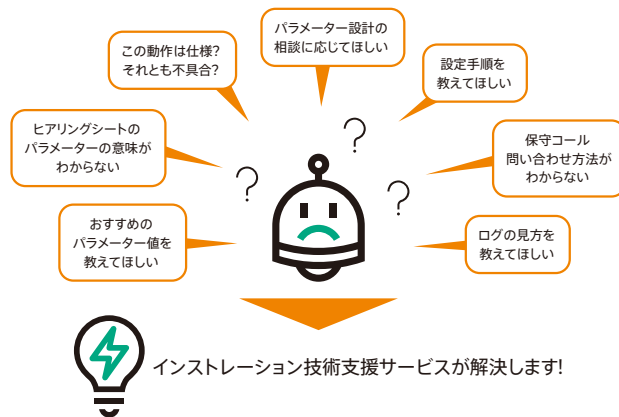 パラメーター設計の
相談に応じてほしい
この動作は仕様?
それとも不具合?
設定手順を
教えてほしい
ヒアリングシートの
パラメーターの意味が
わからない
保守コール
問い合わせ方法が
わからない
おすすめの
パラメーター値を
教えてほしい
ログの見方を
教えてほしい
?
?
?
インストレーション技術支援サービスが解決します!